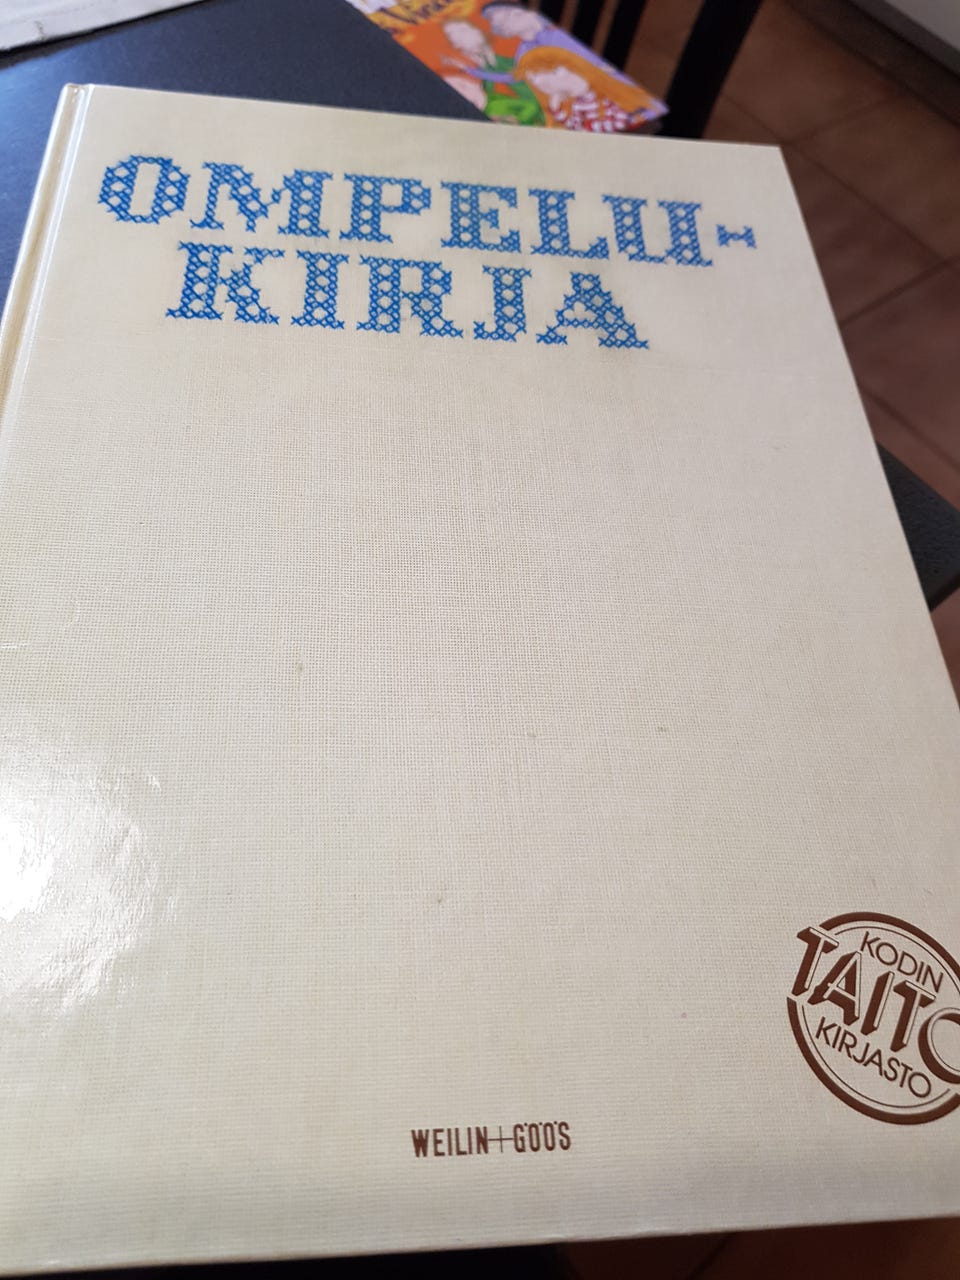 OMPELU-
KIRJA
KODIN
TAITO
KIRJASTO
WEILIN+GÖÖS